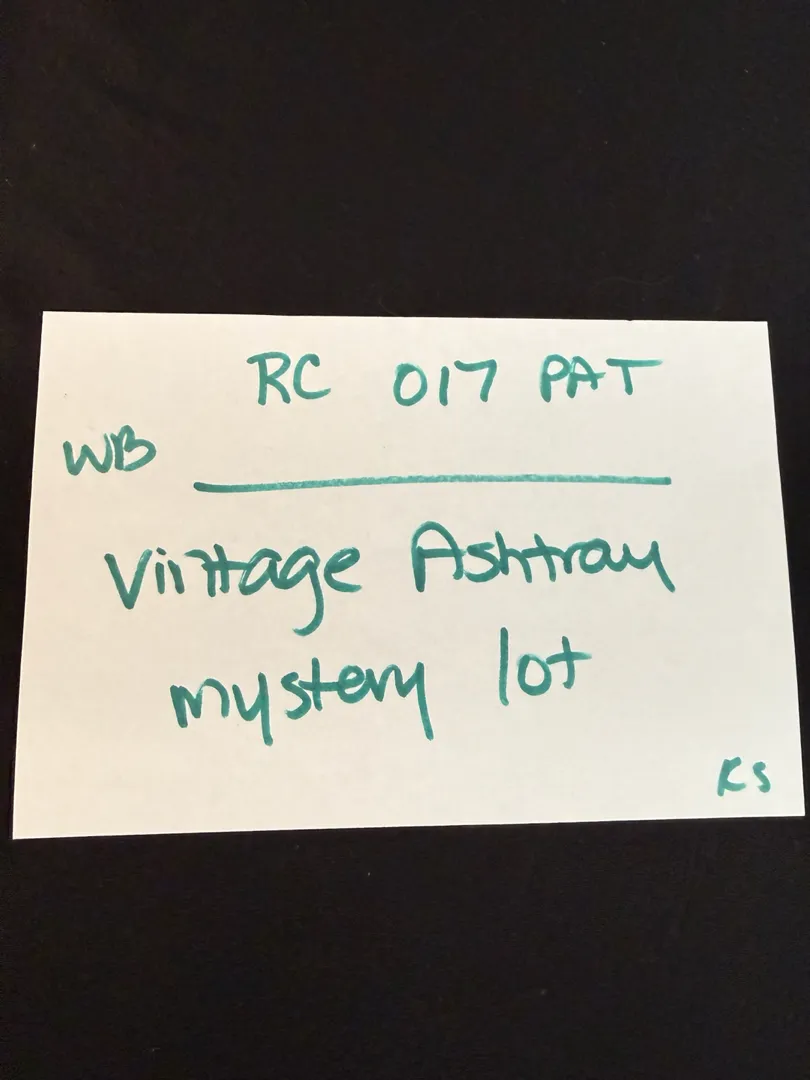 RC 017 PAT
WB
Vintage Ashtray
mystery lot
KS